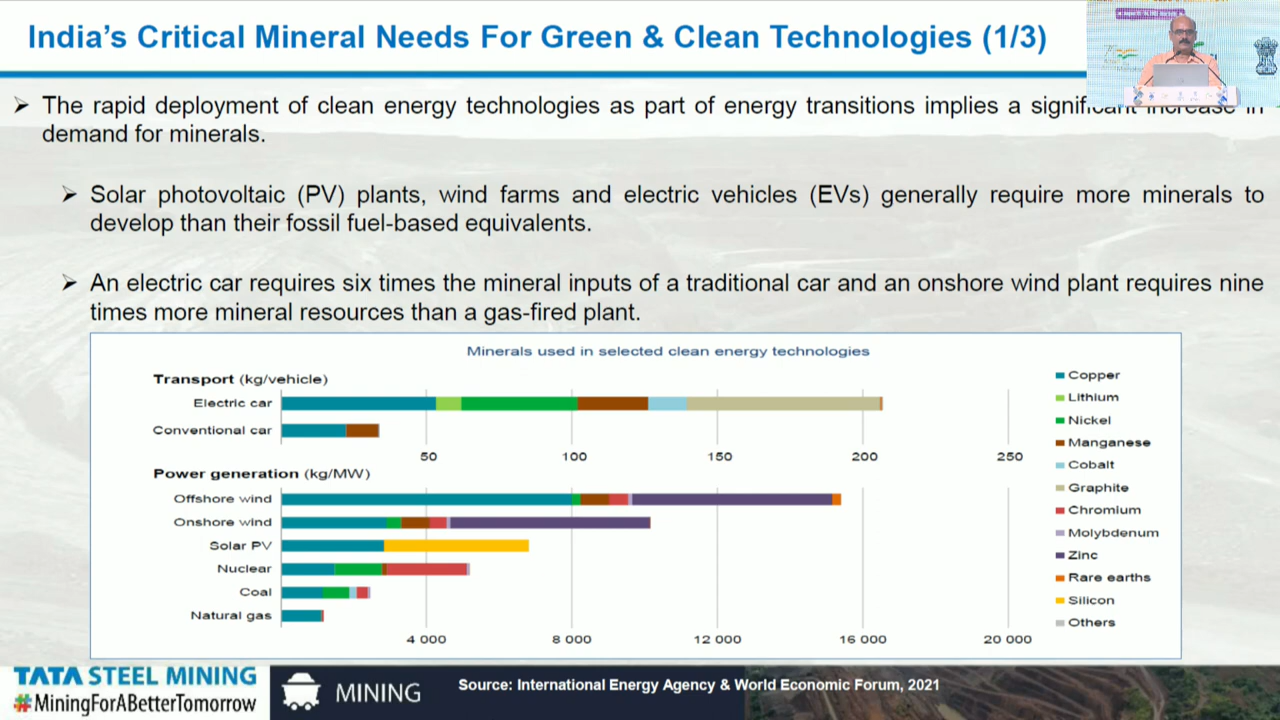 India's Critical Mineral Needs For Green & Clean Technologies (1/3)
➢ The rapid deployment of clean energy technologies as part of energy transitions implies a significant increase in
demand for minerals.
➢ Solar photovoltaic (PV) plants, wind farms and electric vehicles (EVs) generally require more minerals to
develop than their fossil fuel-based equivalents.
➢ An electric car requires six times the mineral inputs of a traditional car and an onshore wind plant requires nine
times more mineral resources than a gas-fired plant.
Minerals used in selected clean energy technologies
Transport (kg/vehicle)
Electric car
Conventional car
50 100 150 200 250
Power generation (kg/MW)
Offshore wind
Onshore wind
Solar PV
Nuclear
Coal
Natural gas
4 000 8 000 12 000 16 000 20 000
Copper
Lithium
Nickel
Manganese
Cobalt
Graphite
Chromium
Molybdenum
Zinc
Rare earths
Silicon
Others
TATA STEEL MINING
#MiningForABetterTomorrow
MINING
Source: International Energy Agency & World Economic Forum, 2021